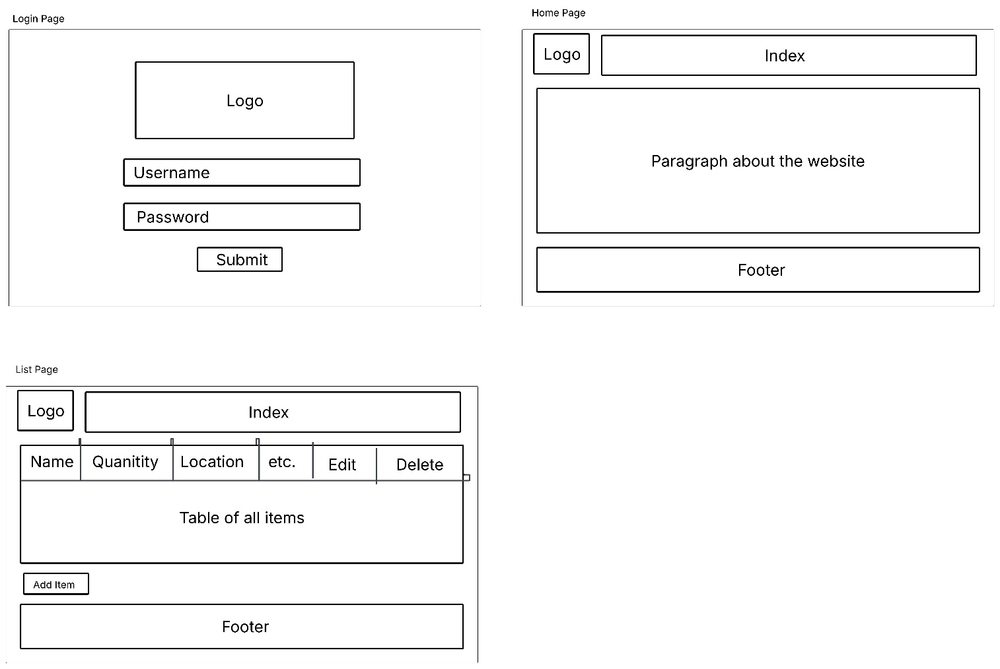 Login Page
Logo
Username
Password
Submit
Home Page
Logo
Index
Paragraph about the website
Footer
List Page
Logo
Index
Name Quanitity Location etc. Edit Delete
Table of all items
Add Item
Footer